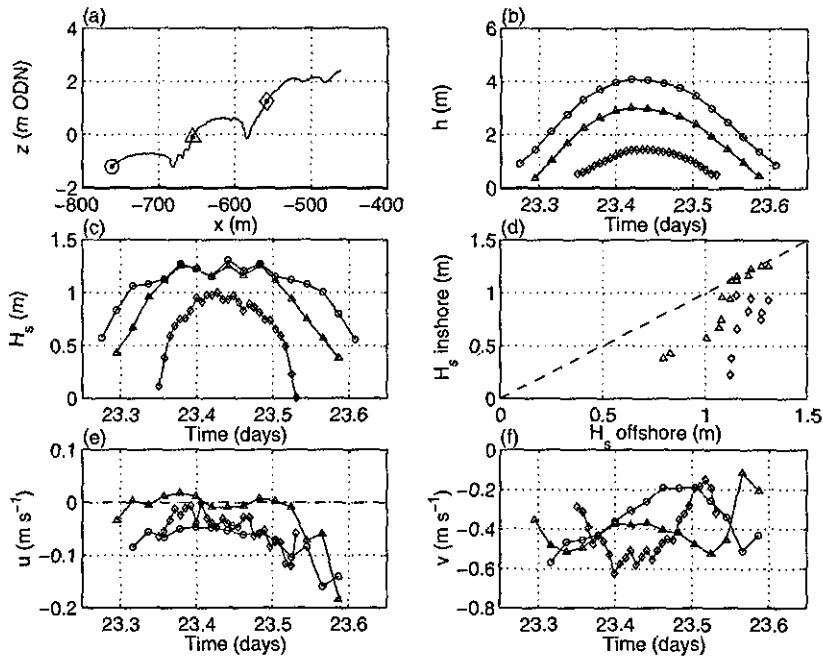 (a)
4
2
0
−2
z (m ODN)
−800 −700 −600 −500 −400
x (m)
(b)
6
4
2
0
h (m)
23.3 23.4 23.5 23.6
Time (days)
(c)
1.5
1
0.5
0
H_s (m)
23.3 23.4 23.5 23.6
Time (days)
(d)
1.5
1
0.5
0
H_s inshore (m)
0 0.5 1 1.5
H_s offshore (m)
(e)
0.1
0
−0.1
−0.2
u (m s⁻¹)
23.3 23.4 23.5 23.6
Time (days)
(f)
0
−0.2
−0.4
−0.6
−0.8
v (m s⁻¹)
23.3 23.4 23.5 23.6
Time (days)